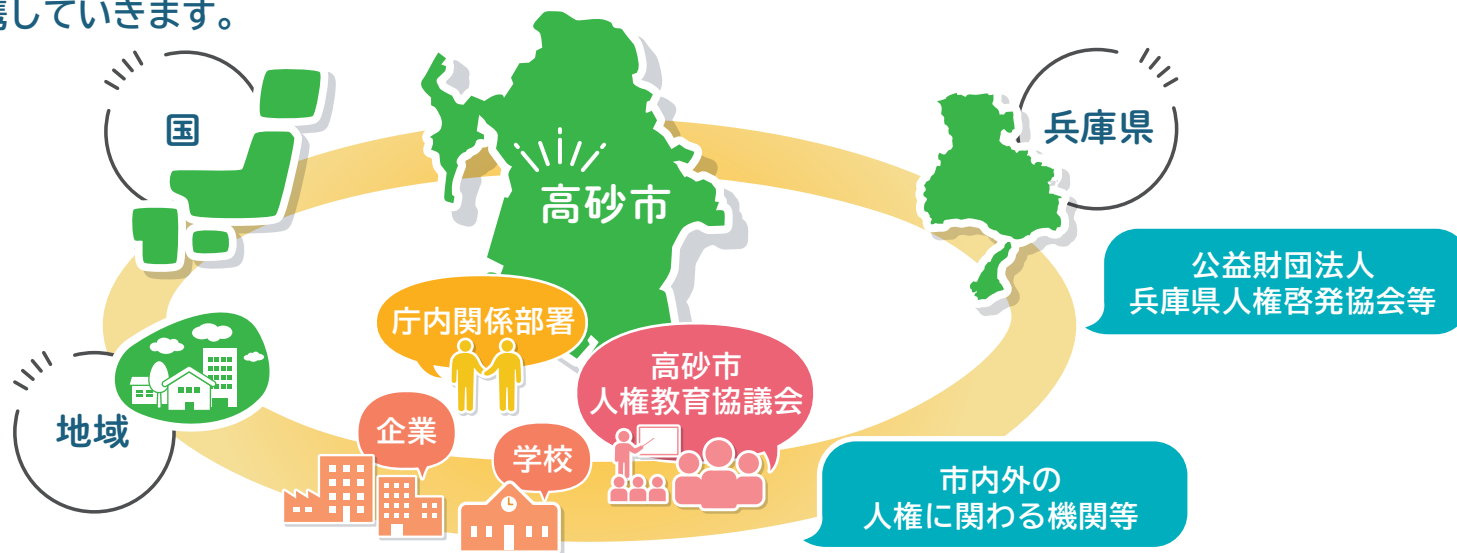 携していきます。
国
兵庫県
高砂市
公益財団法人
兵庫県人権啓発協会等
庁内関係部署
高砂市
人権教育協議会
地域
企業
学校
市内外の
人権に関わる機関等